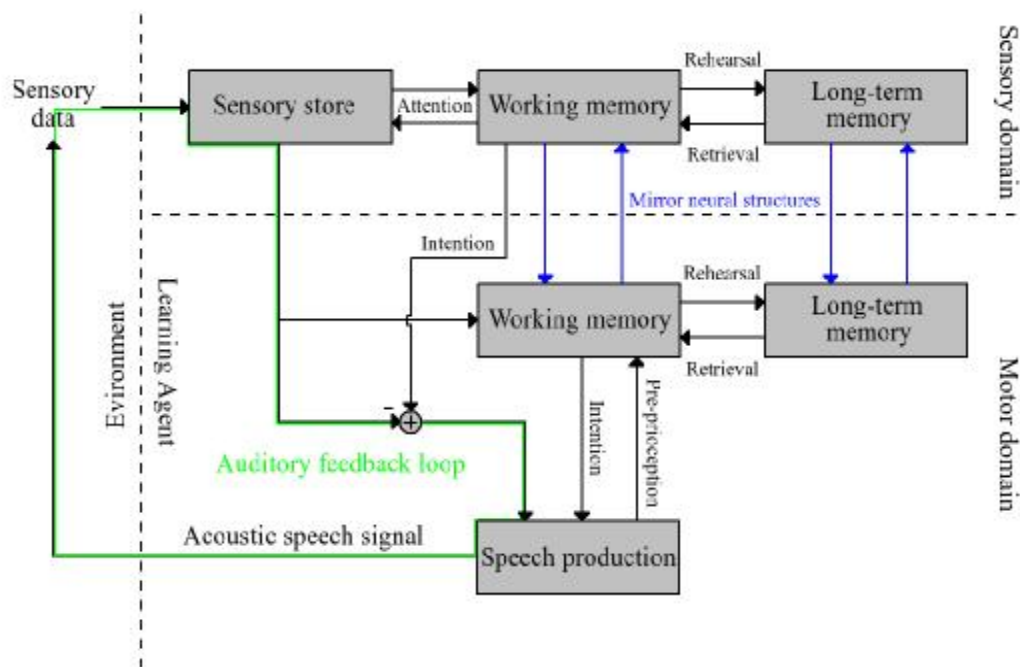 Sensory
data
Sensory store
Attention
Working memory
Rehearsal
Retrieval
Long-term
memory
Sensory domain
Mirror neural structures
Intention
Evironment
Learning Agent
Working memory
Rehearsal
Retrieval
Long-term
memory
Motor domain
-
+
Auditory feedback loop
Intention
Pre-prioception
Acoustic speech signal
Speech production